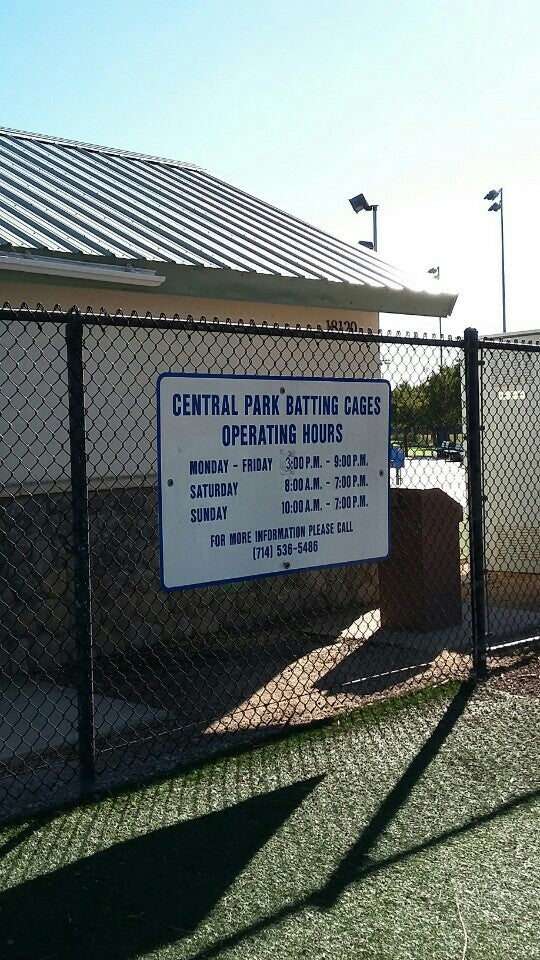 18120
CENTRAL PARK BATTING CAGES
OPERATING HOURS
MONDAY - FRIDAY 3:00 P.M. - 9:00 P.M.
SATURDAY 8:00 A.M. - 7:00 P.M.
SUNDAY 10:00 A.M. - 7:00 P.M.
FOR MORE INFORMATION PLEASE CALL
(714) 536-5486